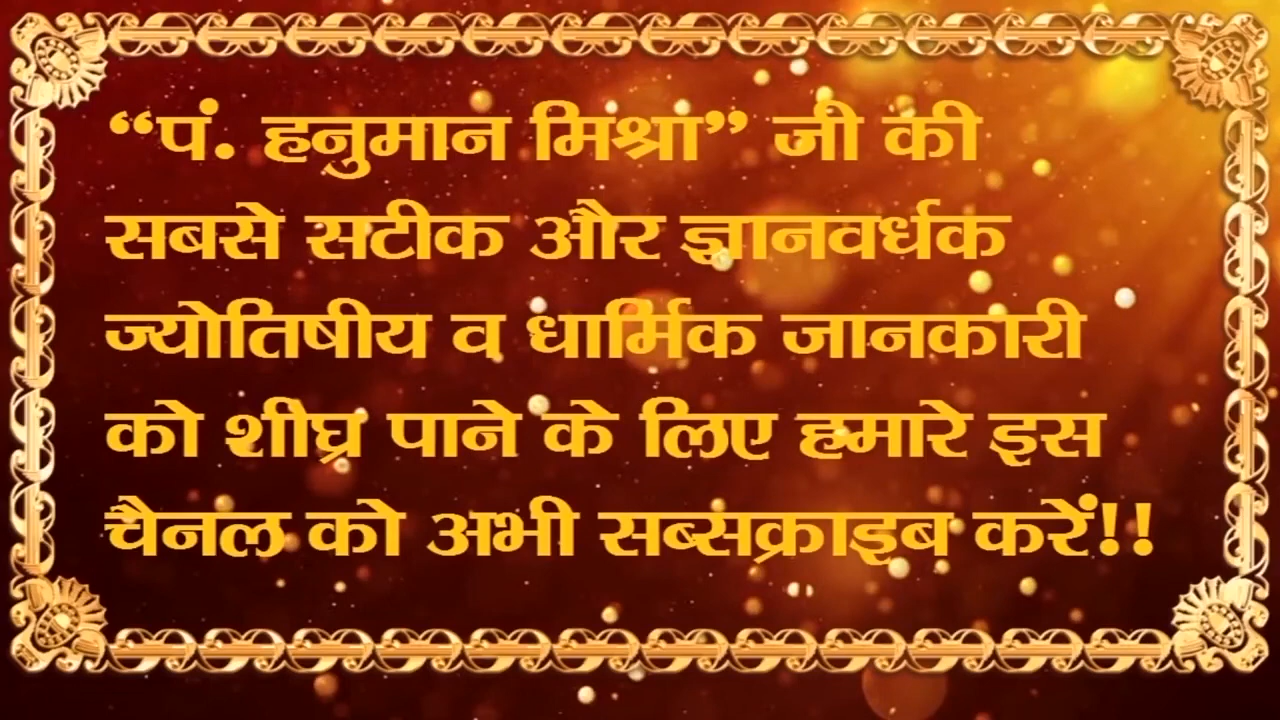 “पं. हनुमान मिश्रा” जी की
सबसे सटीक और ज्ञानवर्धक
ज्योतिषीय व धार्मिक जानकारी
को शीघ्र पाने के लिए हमारे इस
चैनल को अभी सब्सक्राइब करें!!